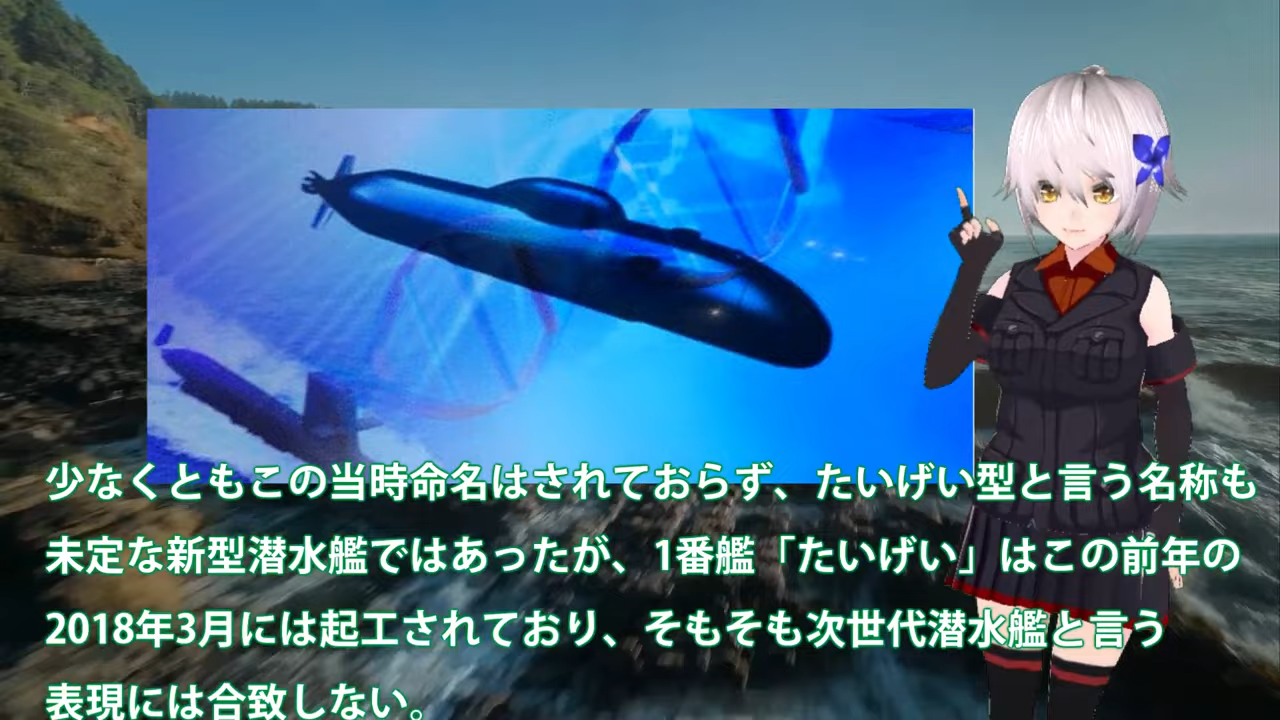 少なくともこの当時命名はされておらず、たいげい型と言う名称も
未定な新型潜水艦ではあったが、1番艦「たいげい」はこの前年の
2018年3月には起工されており、そもそも次世代潜水艦と言う
表現には合致しない。